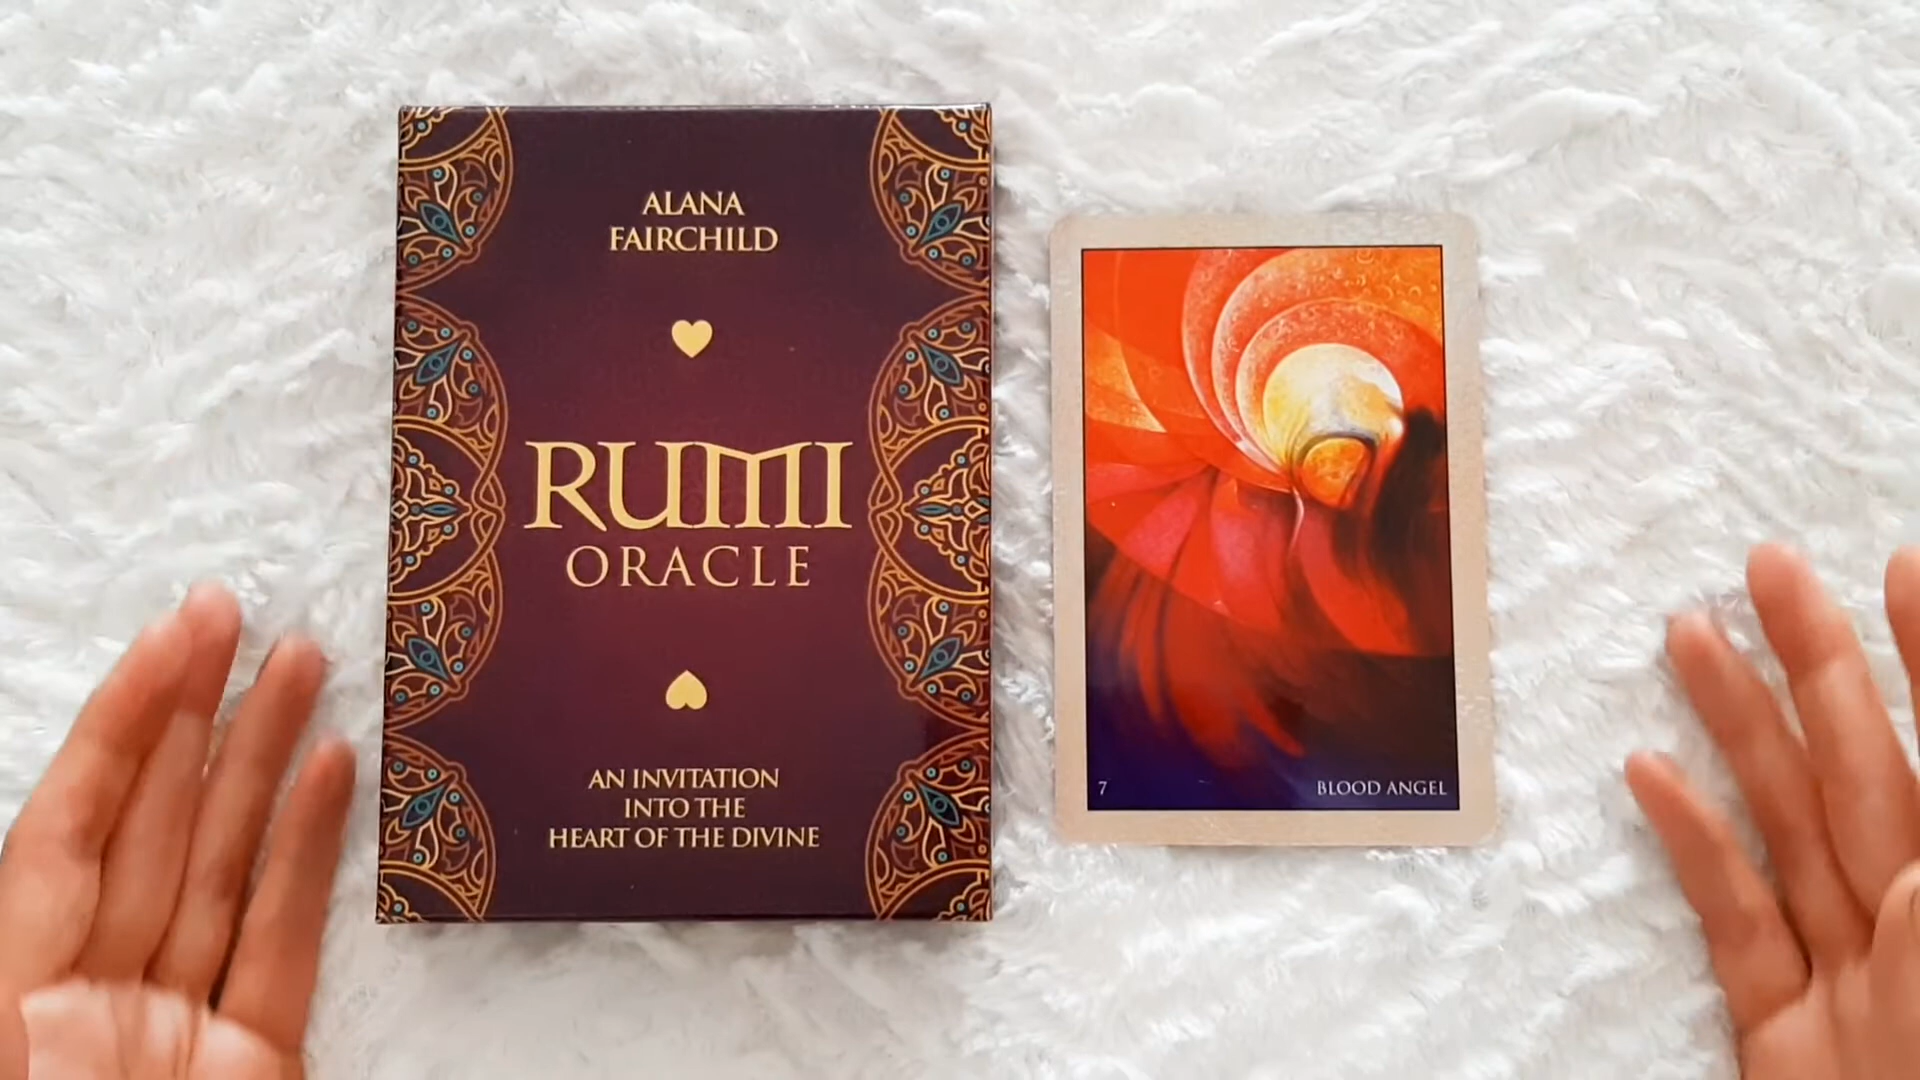 ALANA
FAIRCHILD
RUMI
ORACLE
AN INVITATION
INTO THE
HEART OF THE DIVINE
7
BLOOD ANGEL